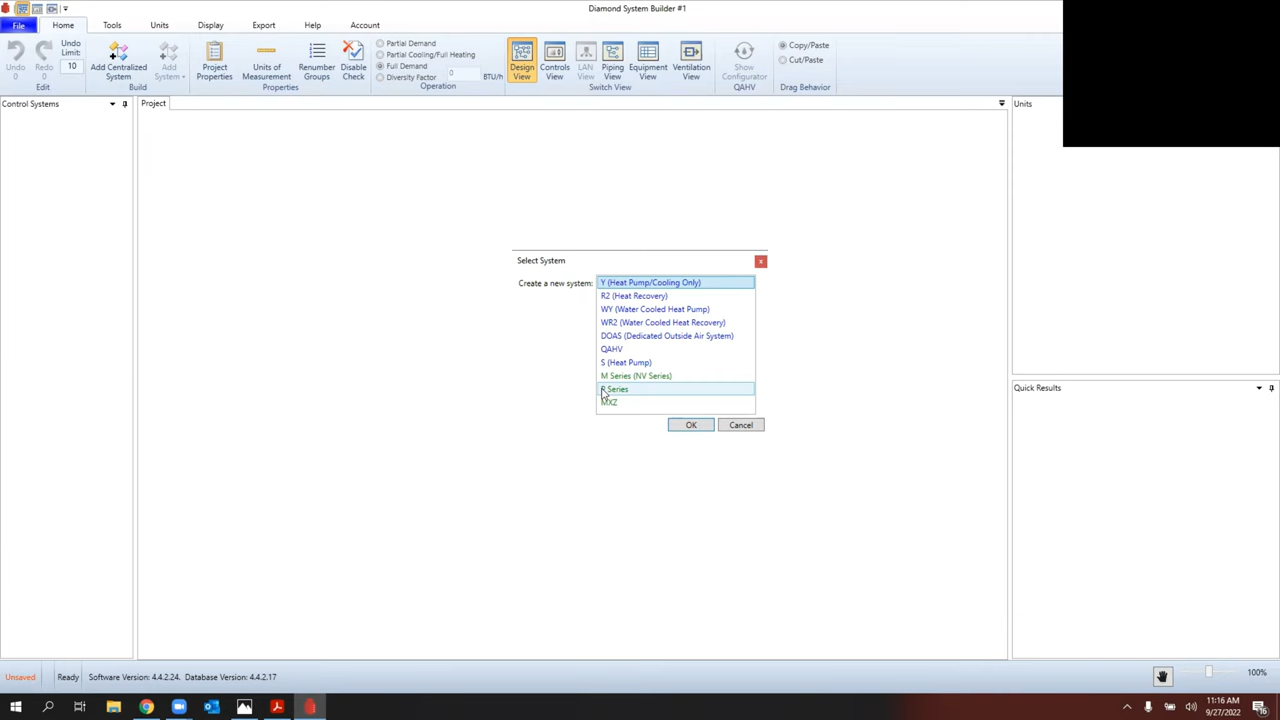 Diamond System Builder #1
File
Home
Tools
Units
Display
Export
Help
Account
Undo
0
Redo
0
Undo
Limit:
10
Edit
Add Centralized
System
Add
System
Build
Project
Properties
Units of
Measurement
Renumber
Groups
Properties
Disable
Check
Partial Demand
Partial Cooling/Full Heating
Full Demand
Diversity Factor
0
BTU/h
Operation
Design
View
Controls
View
LAN
View
Piping
View
Equipment
View
Ventilation
View
Switch View
Show
Configurator
QAHV
Copy/Paste
Cut/Paste
Drag Behavior
Control Systems
Project
Units
Select System
x
Create a new system:
Y (Heat Pump/Cooling Only)
R2 (Heat Recovery)
WY (Water Cooled Heat Pump)
WR2 (Water Cooled Heat Recovery)
DOAS (Dedicated Outside Air System)
QAHV
S (Heat Pump)
M Series (NV Series)
P Series
MXZ
OK
Cancel
Quick Results
Unsaved
Ready
Software Version: 4.4.2.24. Database Version: 4.4.2.17
100%
11:16 AM
9/27/2022
16